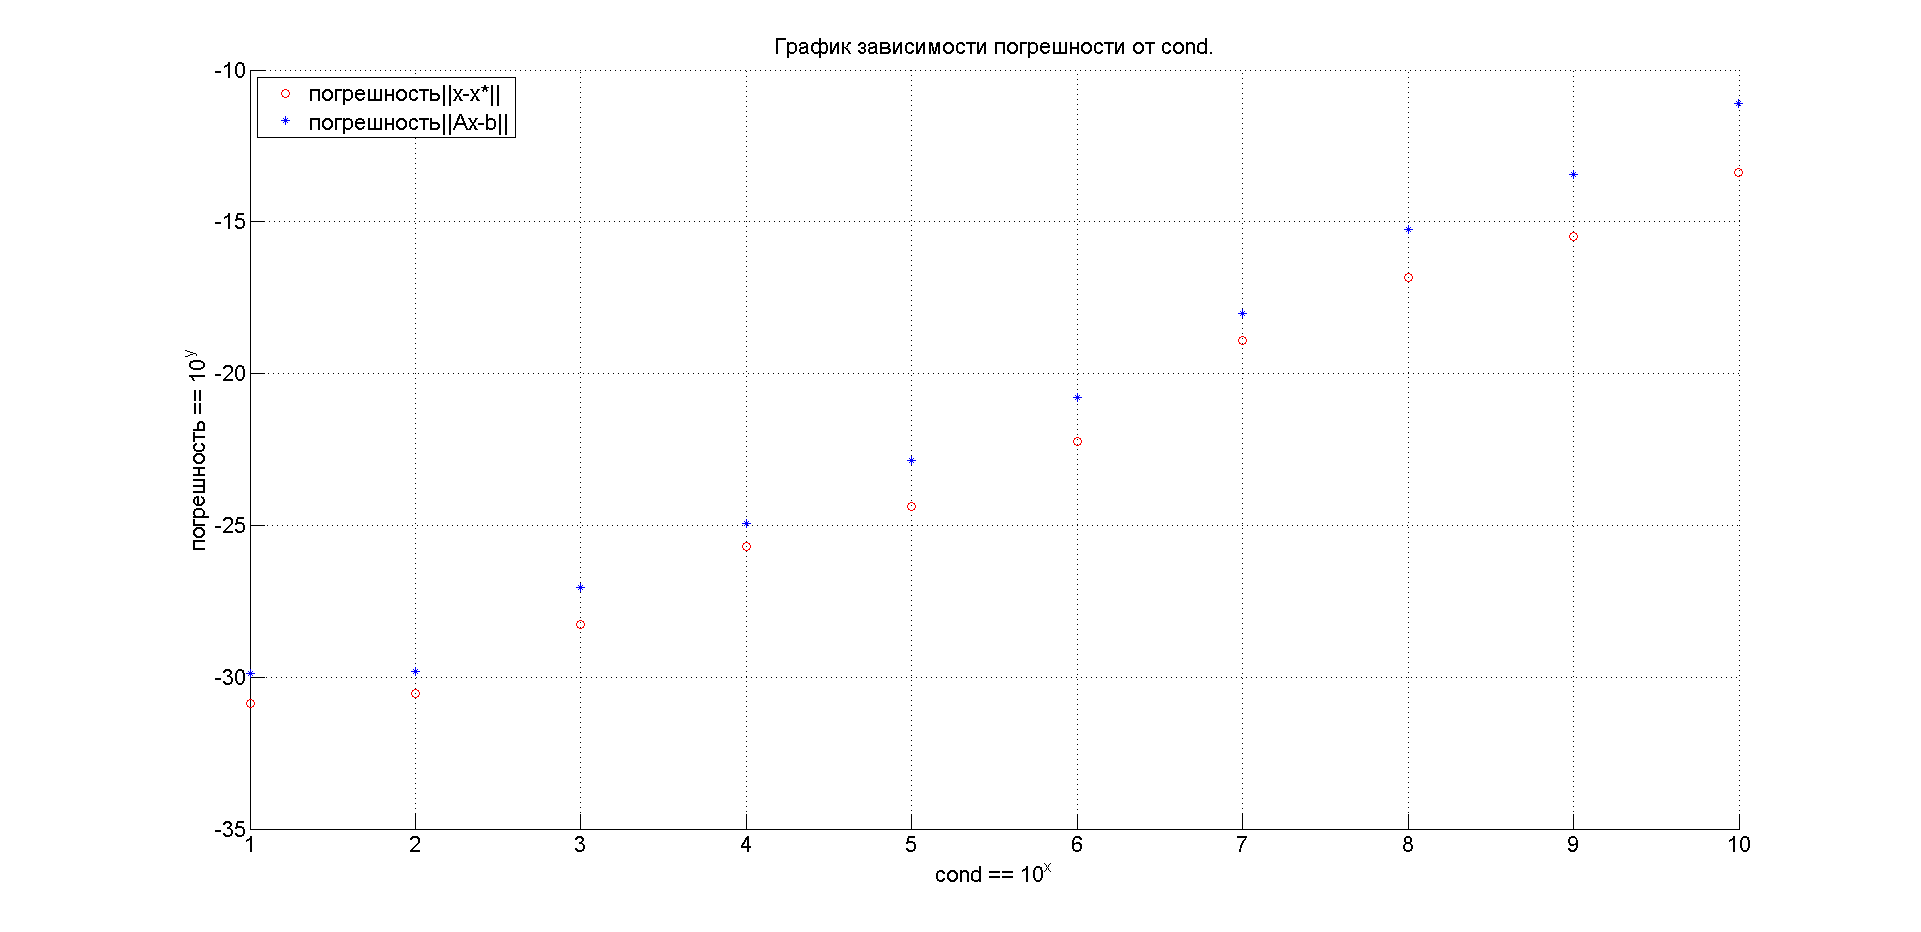 График зависимости погрешности от cond.
погрешность||x-x*||
погрешность||Ax-b||
-10
-15
-20
-25
-30
-35
погрешность == 10^y
1 2 3 4 5 6 7 8 9 10
cond == 10^x